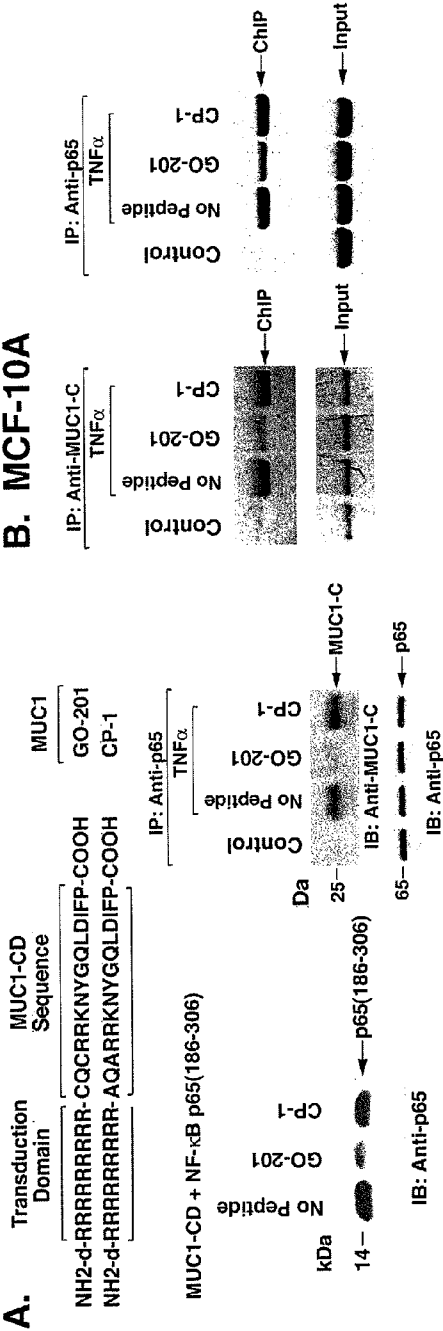 A.
Transduction Domain
MUC1-CD Sequence
MUC1
NH2-d-RRRRRRRRR-CQCRRKNYGQLDIFP-COOH GO-201
NH2-d-RRRRRRRRR-AQARRKNYGQLDIFP-COOH CP-1
MUC1-CD + NF-κB p65(186-306)
No Peptide
GO-201
CP-1
kDa
14
p65(186-306)
IB: Anti-p65
IP: Anti-p65
TNFα
Control
No Peptide
GO-201
CP-1
Da
25
MUC1-C
IB: Anti-MUC1-C
65
p65
IB: Anti-p65
B. MCF-10A
IP: Anti-MUC1-C
TNFα
Control
No Peptide
GO-201
CP-1
ChIP
Input
IP: Anti-p65
TNFα
Control
No Peptide
GO-201
CP-1
ChIP
Input